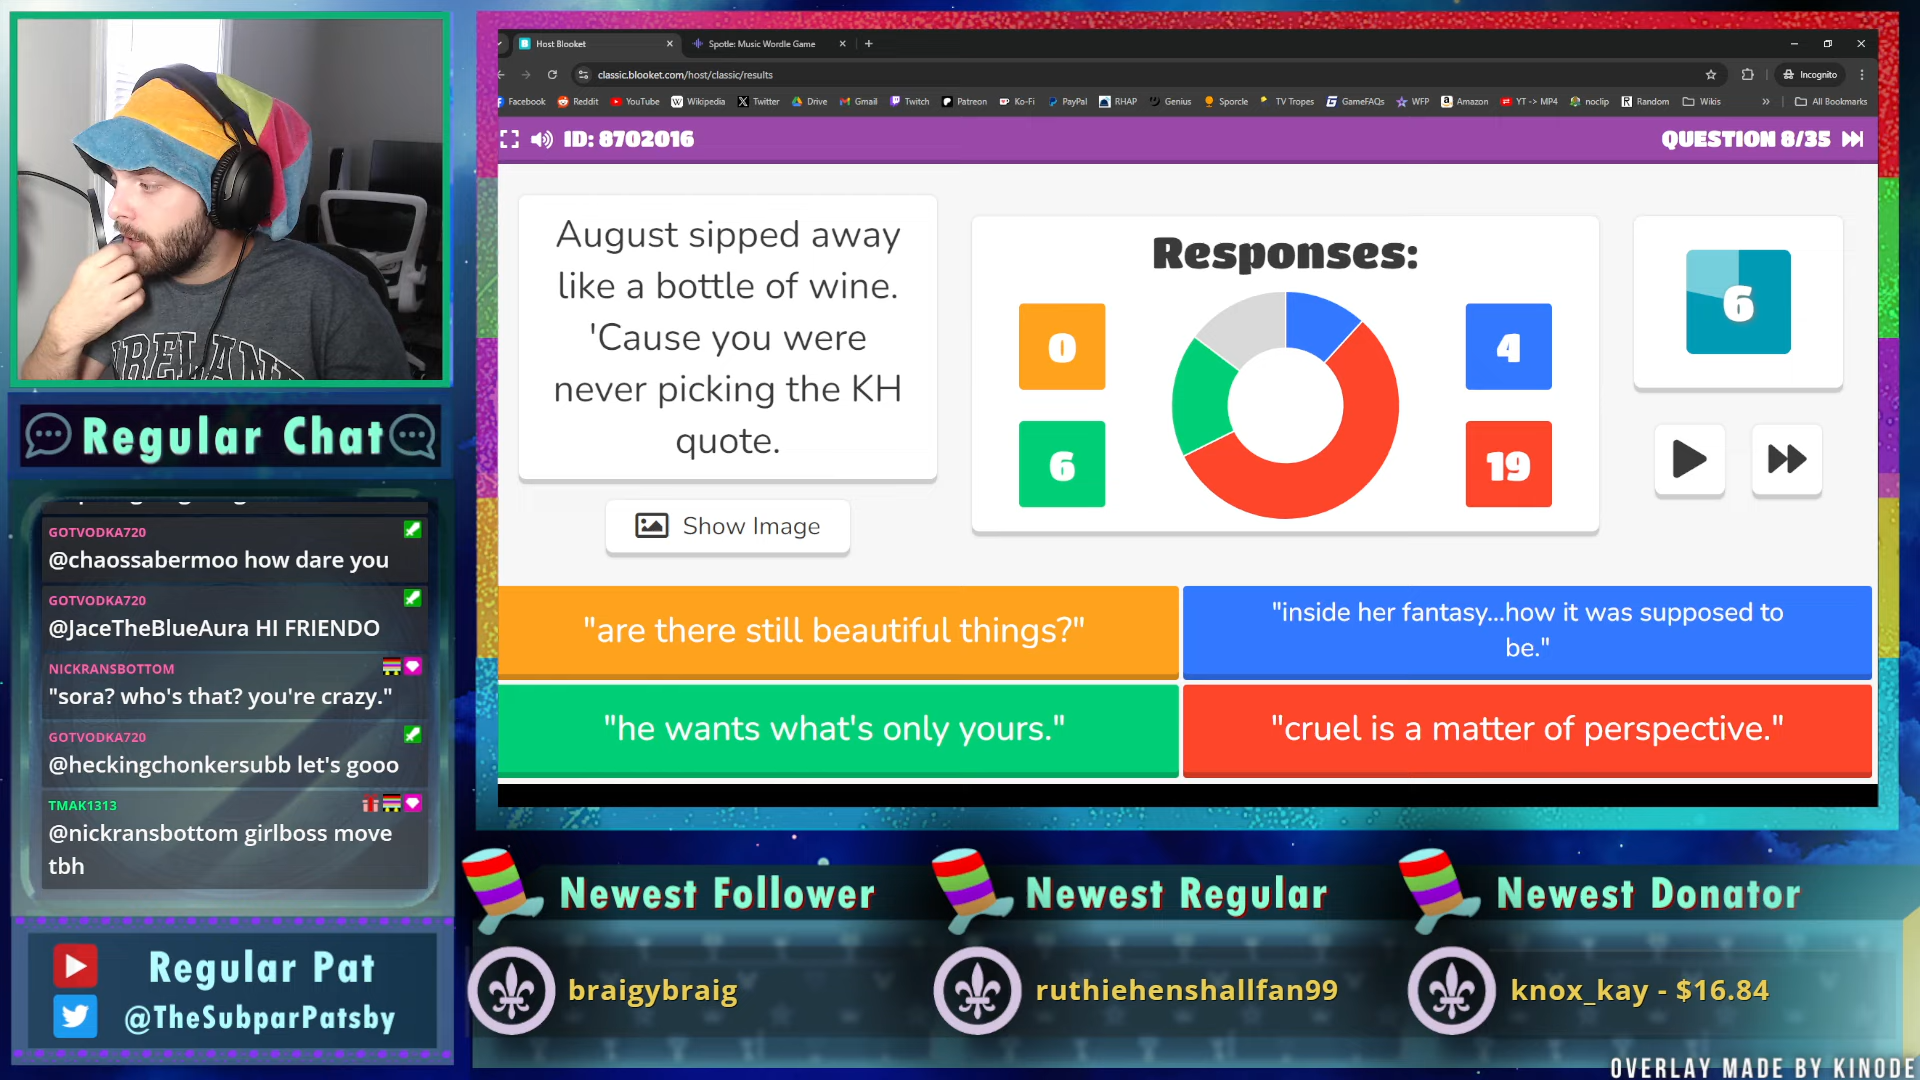 Host Blooket
Spotle: Music Wordle Game
classic.blooket.com/host/classic/results
Incognito
Facebook
Reddit
YouTube
Wikipedia
Twitter
Drive
Gmail
Twitch
Patreon
Ko-Fi
PayPal
RHAP
Genius
Sporcle
TV Tropes
GameFAQs
WFP
Amazon
YT -> MP4
noclip
Random
Wikis
All Bookmarks
ID: 8702016
QUESTION 8/35
August sipped away
like a bottle of wine.
'Cause you were
never picking the KH
quote.
Show Image
Responses:
0
4
6
19
6
"are there still beautiful things?"
"inside her fantasy...how it was supposed to
be."
"he wants what's only yours."
"cruel is a matter of perspective."
IRELAND
Regular Chat
GOTVODKA720
@chaossabermoo how dare you
GOTVODKA720
@JaceTheBlueAura HI FRIENDO
NICKRANSBOTTOM
"sora? who's that? you're crazy."
GOTVODKA720
@heckingchonkersubb let's gooo
TMAK1313
@nickransbottom girlboss move
tbh
Regular Pat
@TheSubparPatsby
Newest Follower
braigybraig
Newest Regular
ruthiehenshallfan99
Newest Donator
knox_kay - $16.84
OVERLAY MADE BY KINODE